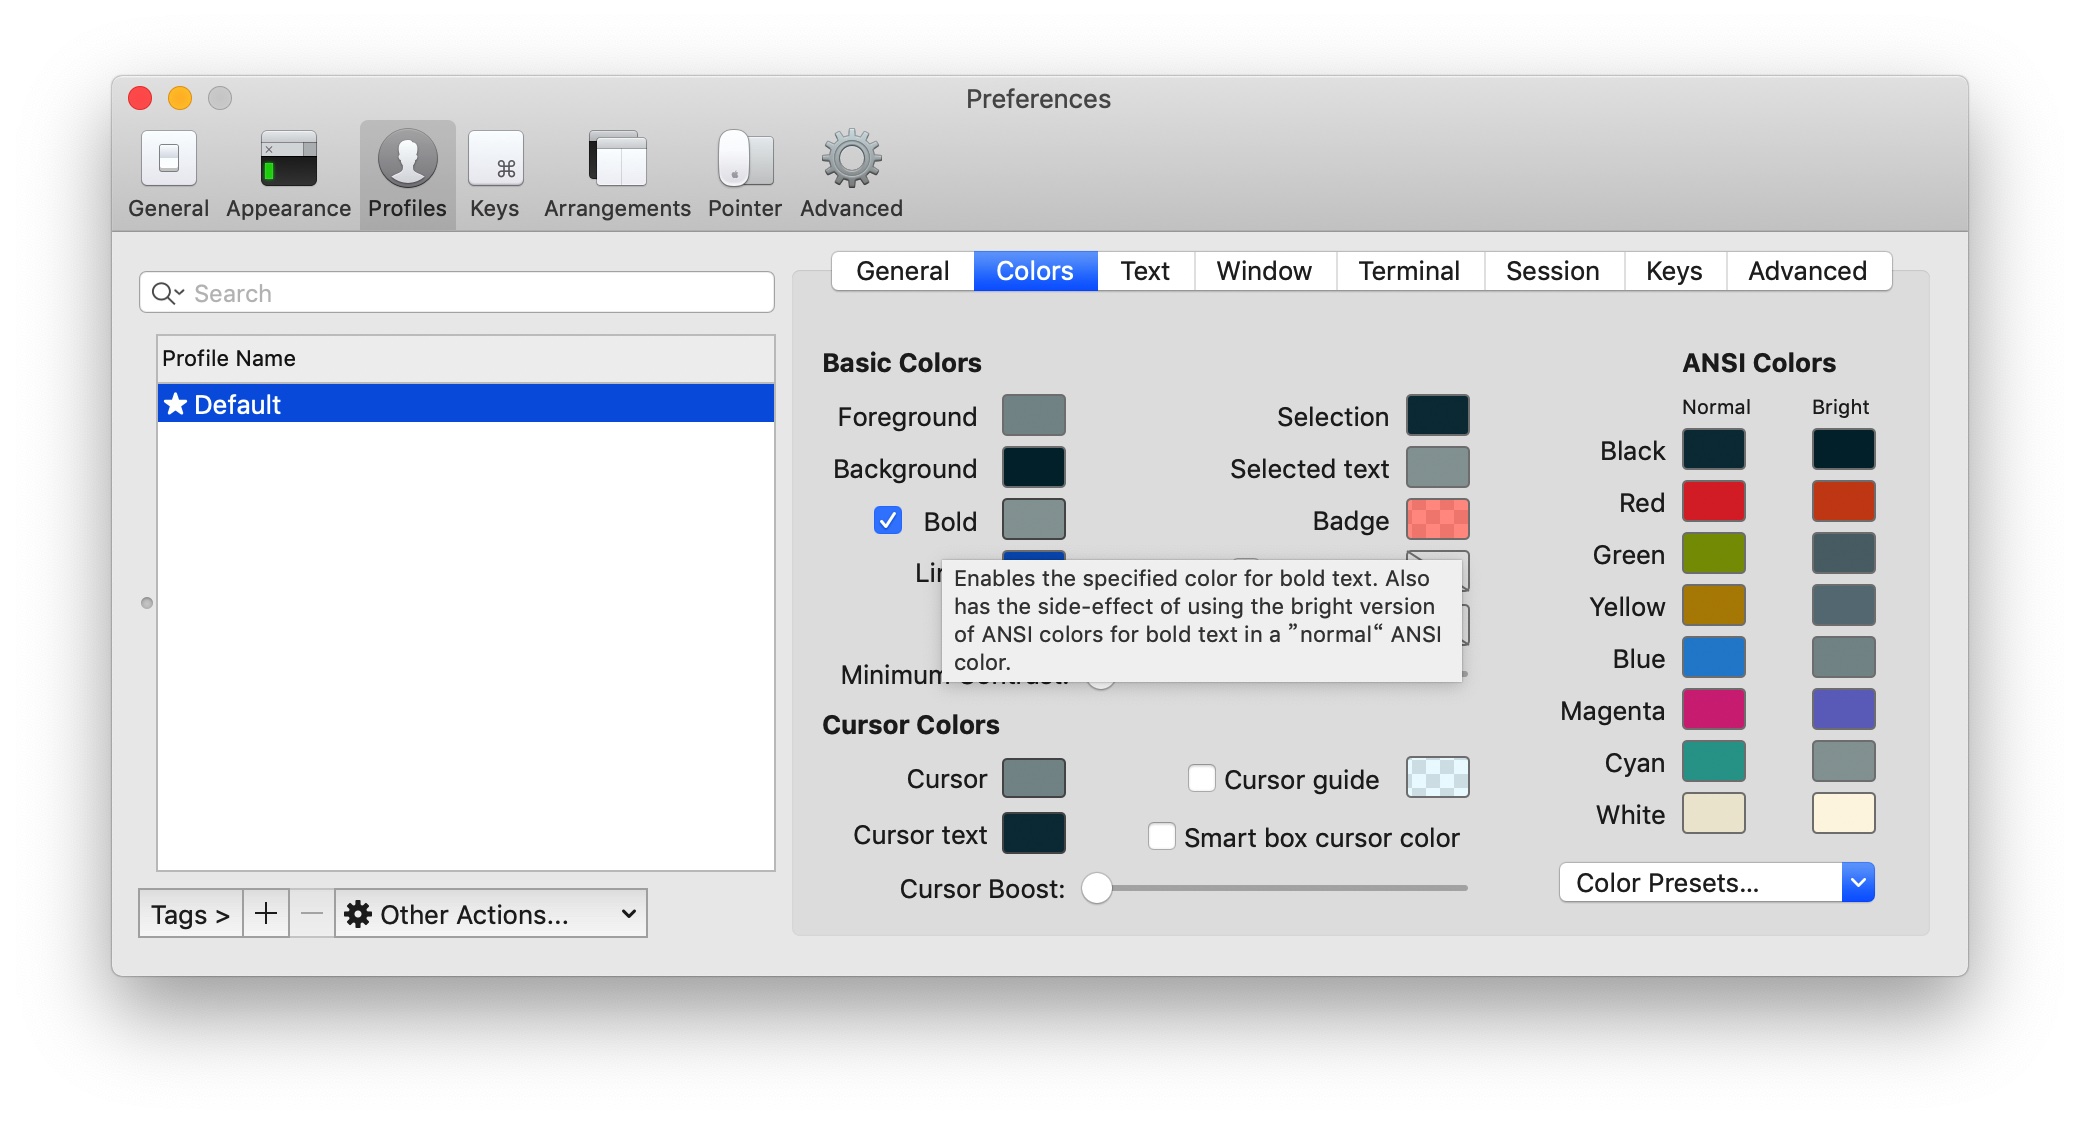 Preferences
General
Appearance
Profiles
Keys
Arrangements
Pointer
Advanced
General
Colors
Text
Window
Terminal
Session
Keys
Advanced
Search
Profile Name
★ Default
Tags >
Other Actions...
Basic Colors
Foreground
Background
Bold
Selection
Selected text
Badge
Enables the specified color for bold text. Also
has the side-effect of using the bright version
of ANSI colors for bold text in a ”normal“ ANSI
color.
Cursor Colors
Cursor
Cursor text
Cursor guide
Smart box cursor color
Cursor Boost:
ANSI Colors
Normal
Bright
Black
Red
Green
Yellow
Blue
Magenta
Cyan
White
Color Presets...